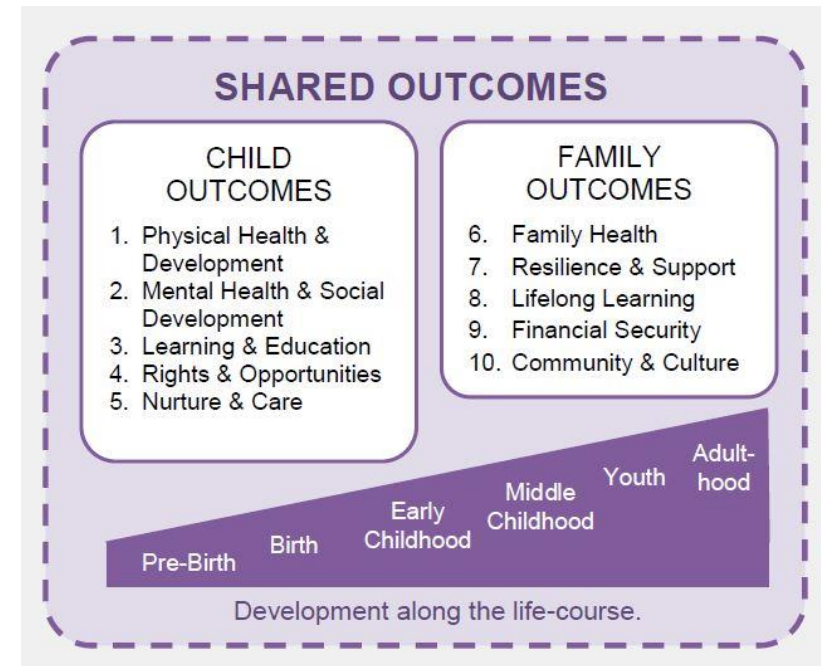 SHARED OUTCOMES
CHILD
OUTCOMES
1. Physical Health &
Development
2. Mental Health & Social
Development
3. Learning & Education
4. Rights & Opportunities
5. Nurture & Care
FAMILY
OUTCOMES
6. Family Health
7. Resilience & Support
8. Lifelong Learning
9. Financial Security
10. Community & Culture
Pre-Birth
Birth
Early
Childhood
Middle
Childhood
Youth
Adult-
hood
Development along the life-course.